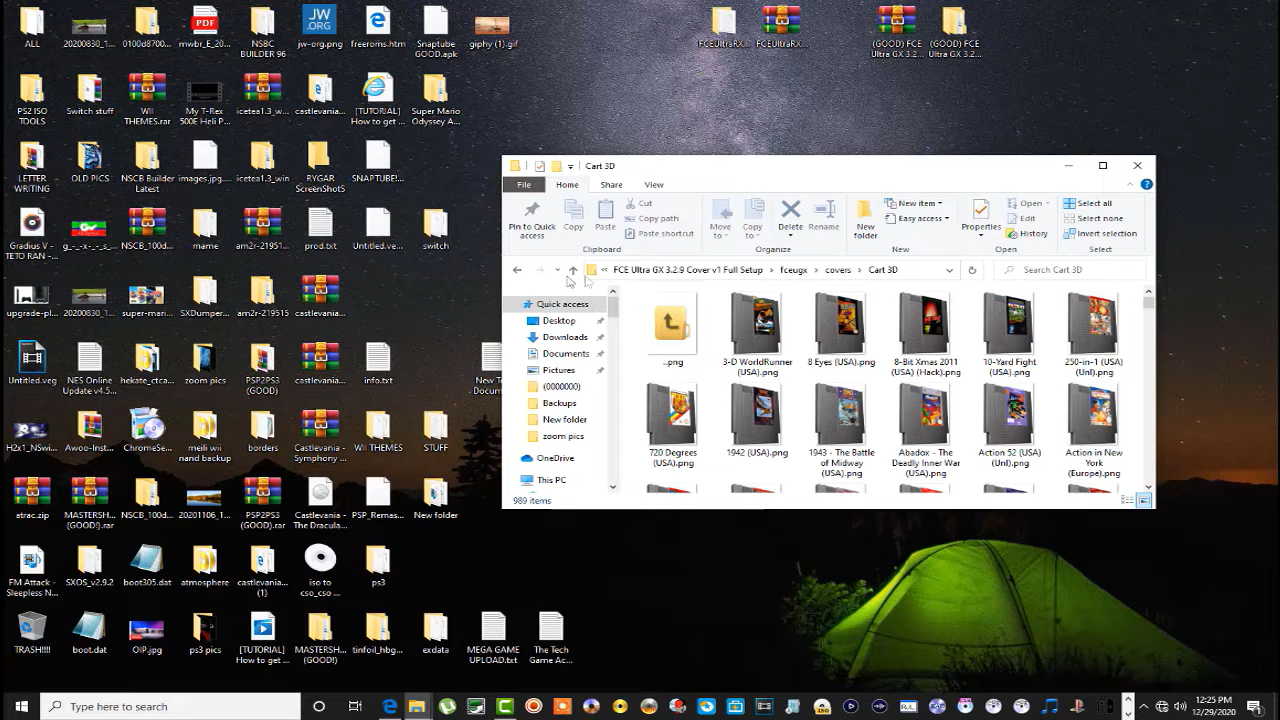 ALL
20200830_1...
mwbr_E_20...
0100d8700...
NSBC
BUILDER 96
JW
.ORG
jw-org.png
freeroms.htm
Snaptube
GOOD.apk
giphy (1).gif
FCEUltraRX...
FCEUltraRX...
(GOOD) FCE
Ultra GX 3.2...
(GOOD) FCE
Ultra GX 3.2...
PDF
PS2 ISO
TOOLS
Switch stuff
WII
THEMES.rar
My T-Rex
500E Heli P...
icetea1.3_w...
castlevania...
[TUTORIAL]
How to get ...
Super Mario
Odyssey A...
LETTER
WRITING
OLD PICS
NSCB Builder
Latest
images.jpg...
icetea1.3_win
RYGAR
ScreenShotS
SNAPTUBE!...
Gradius V -
TETO RAN -...
g_-_x_-_s_...
NSCB_100d...
mame
am2r-21951...
prod.txt
Untitled.ve...
switch
upgrade-pl...
20200830_1...
super-mari...
SXDumper...
am2r-219515
castlevania...
Untitled.veg
NES Online
Update v4.5...
hekate_ctca...
zoom pics
PSP2PS3
(GOOD)
castlevania...
info.txt
New T
Docum
H2x1_NSwi...
Awoo-Inst...
ChromeSe...
meili wii
nand backup
borders
Castlevania -
Symphony ...
WII THEMES
STUFF
atrac.zip
MASTERSH...
(GOOD!).rar
NSCB_100d...
20201106_1...
PSP2PS3
(GOOD).rar
Castlevania -
The Dracula...
PSP_Remas...
New folder
FM Attack -
Sleepless N...
SXOS_v2.9.2
boot305.dat
atmosphere
castlevania...
(1)
iso to
cso_cso ...
ps3
TRASH!!!!
boot.dat
OIP.jpg
ps3 pics
[TUTORIAL]
How to get ...
MASTERSH...
(GOOD!)
tinfoil_hbg...
exdata
MEGA GAME
UPLOAD.txt
The Tech
Game Ac...
Cart 3D
File
Home
Share
View
Pin to Quick
access
Copy
Paste
Cut
Copy path
Paste shortcut
Clipboard
Move
to
Copy
to
Delete
Rename
Organize
New
folder
New item
Easy access
New
Properties
Open
Edit
History
Open
Select all
Select none
Invert selection
Select
« FCE Ultra GX 3.2.9 Cover v1 Full Setup > fceugx > covers > Cart 3D
Search Cart 3D
Quick access
Desktop
Downloads
Documents
Pictures
(0000000)
Backups
New folder
zoom pics
OneDrive
This PC
...png
3-D WorldRunner
(USA).png
8 Eyes (USA).png
8-Bit Xmas 2011
(USA) (Hack).png
10-Yard Fight
(USA).png
250-in-1 (USA)
(Unl).png
720 Degrees
(USA).png
1942 (USA).png
1943 - The Battle
of Midway
(USA).png
Abadox - The
Deadly Inner War
(USA).png
Action 52 (USA)
(Unl).png
Action in New
York
(Europe).png
989 items
Type here to search
12:25 PM
12/29/2020